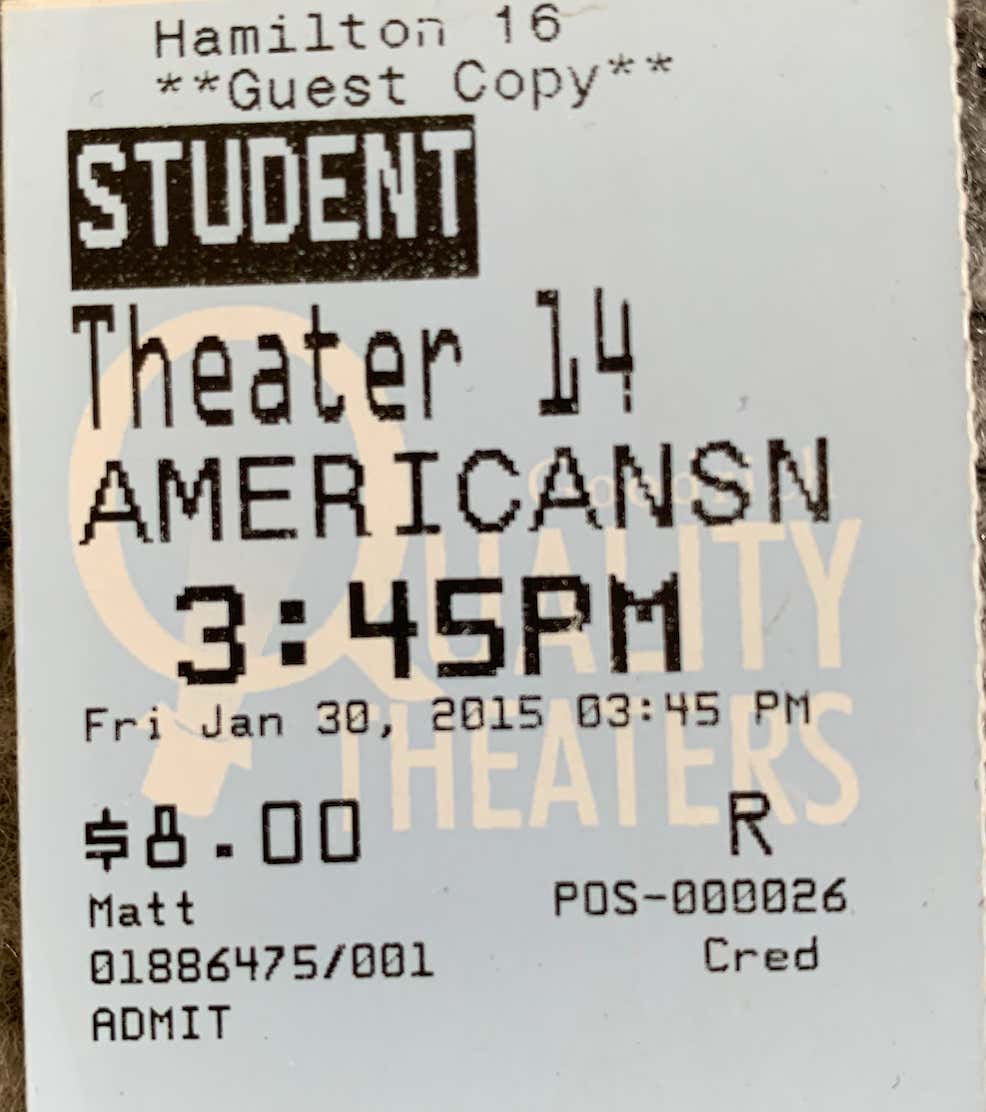 Hamilton 16
**Guest Copy**
STUDENT
Theater 14
AMERICANSN
3:45PM
Fri Jan 30, 2015 03:45 PM
$8.00 R
Matt POS-000026
01886475/001 Cred
ADMIT
QUALITY
THEATERS